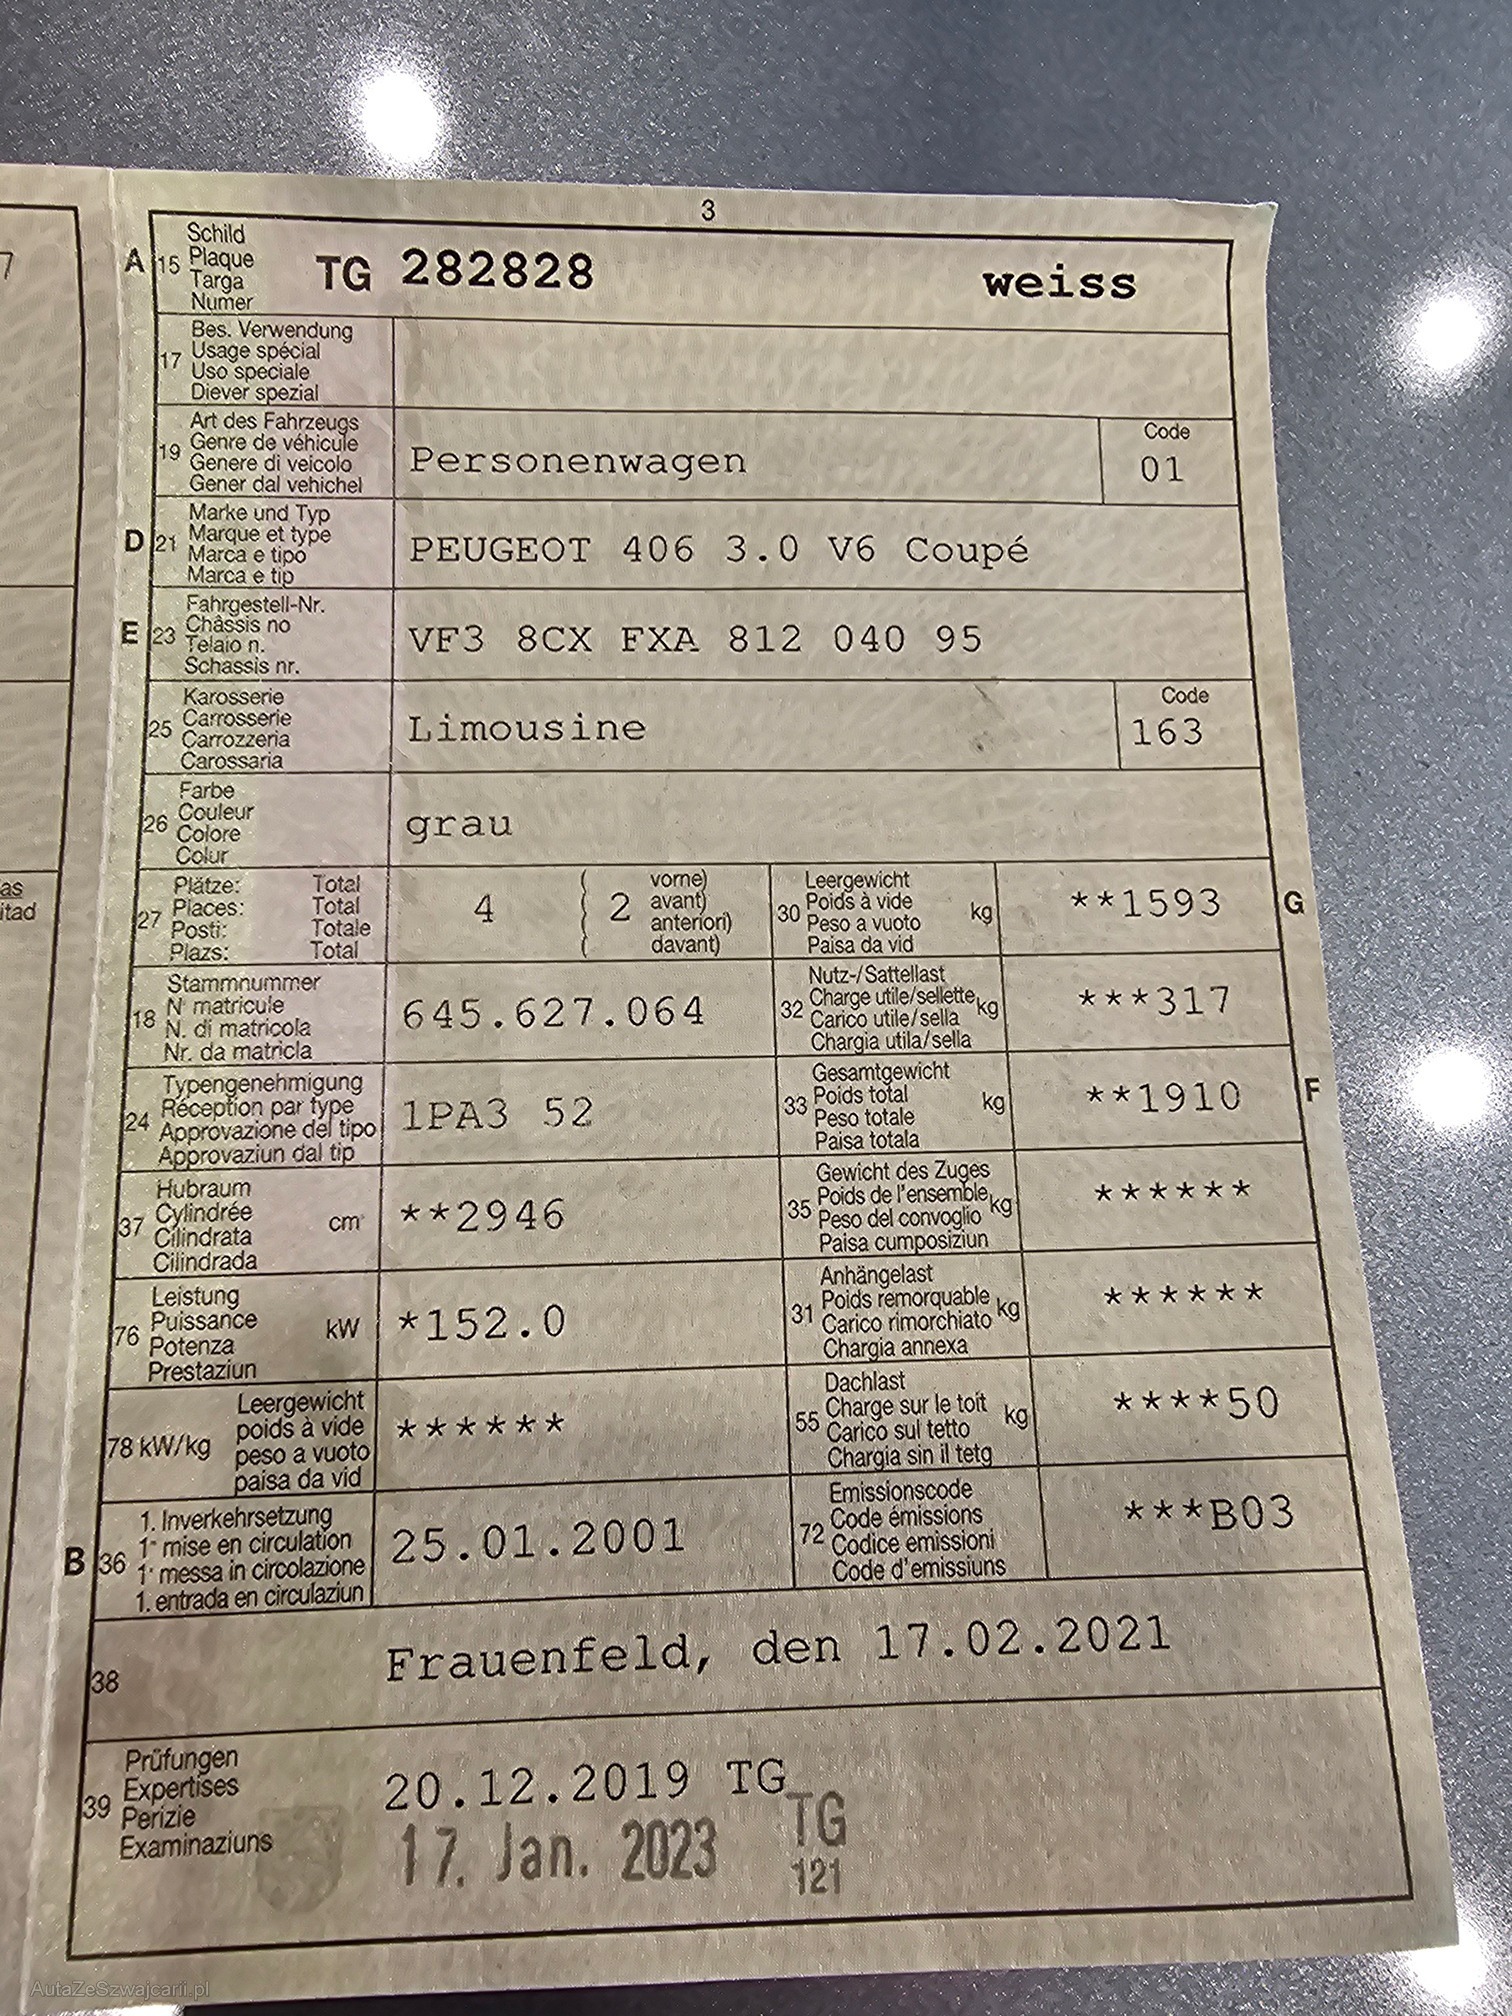 3
A 15 Schild Plaque Targa Numer TG 282828 weiss
17 Bes. Verwendung
Usage spécial
Uso speciale
Diever spezial
19 Art des Fahrzeugs
Genre de véhicule
Genere di veicolo
Gener dal vehichel
Personenwagen
Code
01
D 21 Marke und Typ
Marque et type
Marca e tipo
Marca e tip
PEUGEOT 406 3.0 V6 Coupé
E 23 Fahrgestell-Nr.
Châssis no
Telaio n.
Schassis nr.
VF3 8CX FXA 812 040 95
25 Karosserie
Carrosserie
Carrozzeria
Carossaria
Limousine
Code
163
26 Farbe
Couleur
Colore
Colur
grau
27 Plätze: Total
Places: Total
Posti: Totale
Plazs: Total
4 ( 2 vorne)
avant)
anteriori)
davant)
30 Leergewicht
Poids à vide
Peso a vuoto kg
Paisa da vid
**1593 G
18 Stammnummer
N° matricule
N. di matricola
Nr. da matricla
645.627.064
32 Nutz-/Sattellast
Charge utile/sellette kg
Carico utile/sella
Chargia utila/sella
***317
24 Typengenehmigung
Réception par type
Approvazione del tipo
Approvaziun dal tip
1PA3 52
33 Gesamtgewicht
Poids total kg
Peso totale
Paisa totala
**1910 F
37 Hubraum
Cylindrée cm³
Cilindrata
Cilindrada
**2946
35 Gewicht des Zuges
Poids de l'ensemble kg
Peso del convoglio
Paisa cumposiziun
******
76 Leistung
Puissance kW
Potenza
Prestaziun
*152.0
31 Anhängelast
Poids remorquable kg
Carico rimorchiato
Chargia annexa
******
78 kW/kg Leergewicht
poids à vide
peso a vuoto
paisa da vid
******
55 Dachlast
Charge sur le toit kg
Carico sul tetto
Chargia sin il tetg
****50
B 36 1. Inverkehrsetzung
1re mise en circulation
1a messa in circolazione
1. entrada en circulaziun
25.01.2001
72 Emissionscode
Code émissions
Codice emissioni
Code d'emissiuns
***B03
38 Frauenfeld, den 17.02.2021
39 Prüfungen
Expertises
Perizie
Examinaziuns
20.12.2019 TG
17. Jan. 2023 TG
121
7
as
itad
AutaZeSzwajcarii.pl